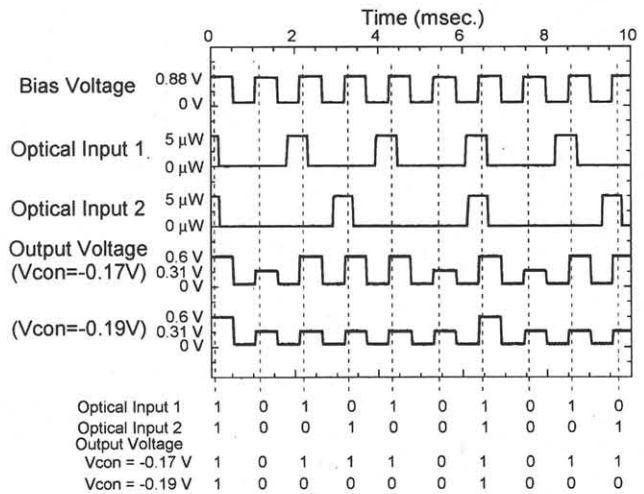 Time (msec.)
0 2 4 6 8 10
Bias Voltage
0.88 V
0 V
Optical Input 1
5 μW
0 μW
Optical Input 2
5 μW
0 μW
Output Voltage
(Vcon=-0.17V)
0.6 V
0.31 V
0 V
(Vcon=-0.19V)
0.6 V
0.31 V
0 V
Optical Input 1 1 0 1 0 1 0 1 0 1 0
Optical Input 2 1 0 0 1 0 0 1 0 0 1
Output Voltage
Vcon = -0.17 V 1 0 1 1 1 0 1 0 1 1
Vcon = -0.19 V 1 0 0 0 0 0 1 0 0 0